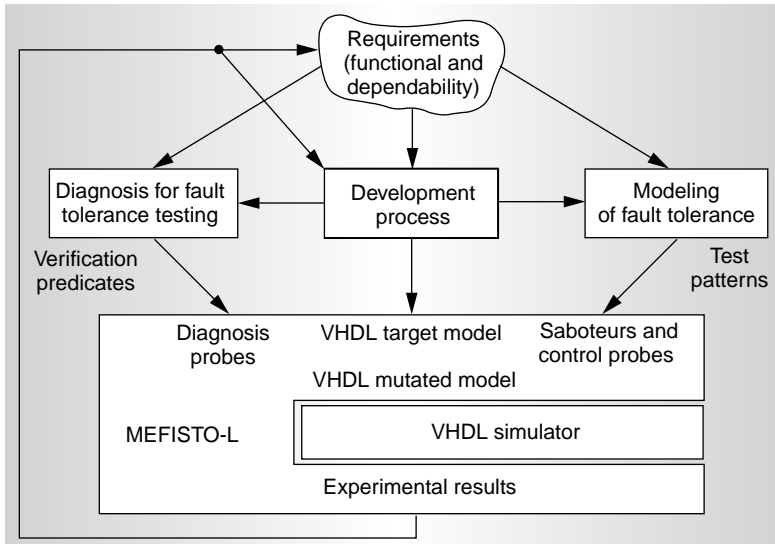 Requirements
(functional and
dependability)
Diagnosis for fault
tolerance testing
Development
process
Modeling
of fault tolerance
Verification
predicates
Test
patterns
Diagnosis
probes
VHDL target model
Saboteurs and
control probes
VHDL mutated model
MEFISTO-L
VHDL simulator
Experimental results